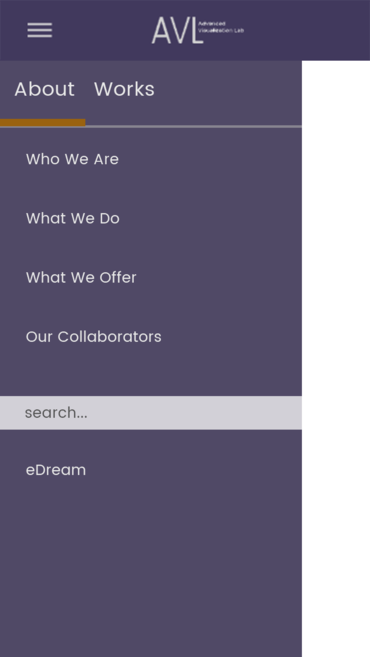 AVL
Advanced
Visualization Lab
About Works
Who We Are
What We Do
What We Offer
Our Collaborators
search...
eDream